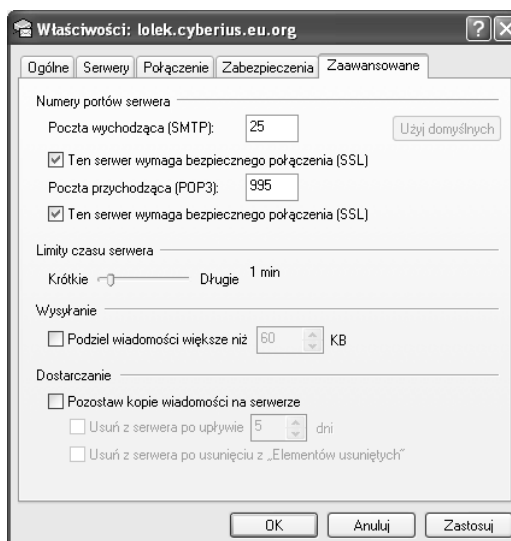 Właściwości: lolek.cyberius.eu.org
Ogólne Serwery Połączenie Zabezpieczenia Zaawansowane
Numery portów serwera
Poczta wychodząca (SMTP): 25 Użyj domyślnych
Ten serwer wymaga bezpiecznego połączenia (SSL)
Poczta przychodząca (POP3): 995
Ten serwer wymaga bezpiecznego połączenia (SSL)
Limity czasu serwera
Krótkie Długie 1 min
Wysyłanie
Podziel wiadomości większe niż 60 KB
Dostarczanie
Pozostaw kopie wiadomości na serwerze
Usuń z serwera po upływie 5 dni
Usuń z serwera po usunięciu z „Elementów usuniętych”
OK Anuluj Zastosuj